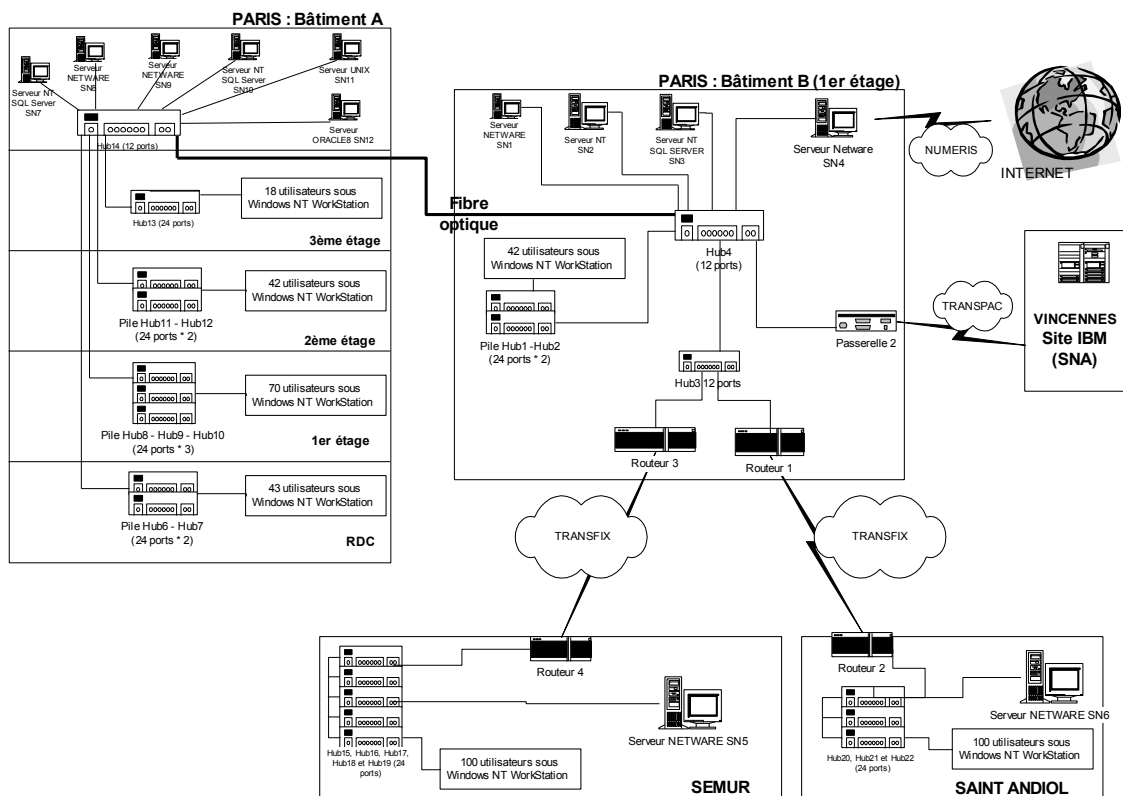 PARIS : Bâtiment A
Serveur NT
SQL Server
SN7
Serveur
NETWARE
SN8
Serveur
NETWARE
SN9
Serveur NT
SQL Server
SN10
Serveur UNIX
SN11
Serveur
ORACLE8 SN12
Hub14 (12 ports)
18 utilisateurs sous
Windows NT WorkStation
Hub13 (24 ports)
3ème étage
42 utilisateurs sous
Windows NT WorkStation
Pile Hub11 - Hub12
(24 ports * 2)
2ème étage
70 utilisateurs sous
Windows NT WorkStation
Pile Hub8 - Hub9 - Hub10
(24 ports * 3)
1er étage
43 utilisateurs sous
Windows NT WorkStation
Pile Hub6 - Hub7
(24 ports * 2)
RDC
Fibre
optique
PARIS : Bâtiment B (1er étage)
Serveur
NETWARE
SN1
Serveur NT
SN2
Serveur NT
SQL SERVER
SN3
Serveur Netware
SN4
NUMERIS
INTERNET
Hub4
(12 ports)
42 utilisateurs sous
Windows NT WorkStation
Pile Hub1 -Hub2
(24 ports * 2)
Passerelle 2
TRANSPAC
VINCENNES
Site IBM
(SNA)
Hub3 12 ports
Routeur 3
Routeur 1
TRANSFIX
TRANSFIX
Routeur 4
Serveur NETWARE SN5
Hub15, Hub16, Hub17,
Hub18 et Hub19 (24
ports)
100 utilisateurs sous
Windows NT WorkStation
SEMUR
Routeur 2
Serveur NETWARE SN6
Hub20, Hub21 et Hub22
(24 ports)
100 utilisateurs sous
Windows NT WorkStation
SAINT ANDIOL